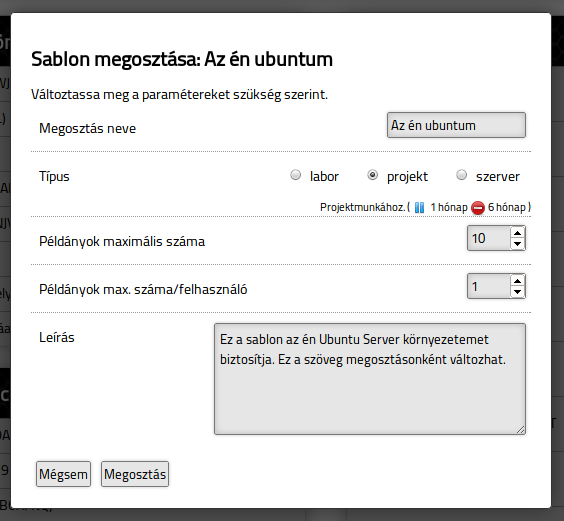 Sablon megosztása: Az én ubuntum
Változtassa meg a paramétereket szükség szerint.
Megosztás neve
Az én ubuntum
Típus
labor projekt szerver
Projektmunkához. ( 1 hónap 6 hónap )
Példányok maximális száma
10
Példányok max. száma/felhasználó
1
Leírás
Ez a sablon az én Ubuntu Server környezetemet
biztosítja. Ez a szöveg megosztásonként változhat.
Mégsem Megosztás